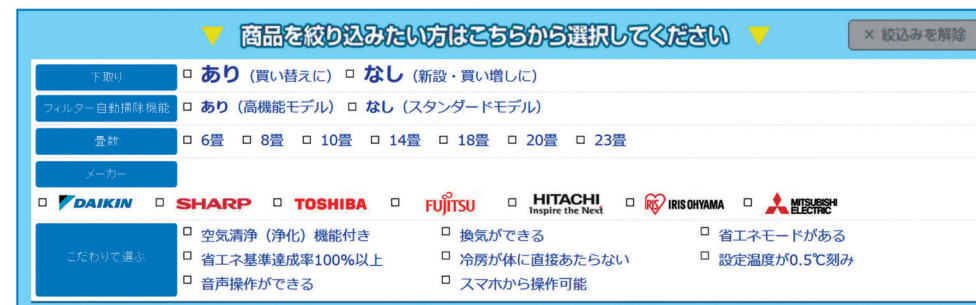 商品を絞り込みたい方はこちらから選択してください
× 絞込みを解除
下取り あり (買い替えに) なし (新設・買い増しに)
フィルター自動掃除機能 あり (高機能モデル) なし (スタンダードモデル)
畳数 6畳 8畳 10畳 14畳 18畳 20畳 23畳
メーカー
DAIKIN SHARP TOSHIBA FUJITSU HITACHI Inspire the Next IRIS IRIS OHYAMA MITSUBISHI ELECTRIC
こだわりで選ぶ
空気清浄 (浄化) 機能付き 換気ができる 省エネモードがある
省エネ基準達成率100%以上 冷房が体に直接あたらない 設定温度が0.5℃刻み
音声操作ができる スマホから操作可能